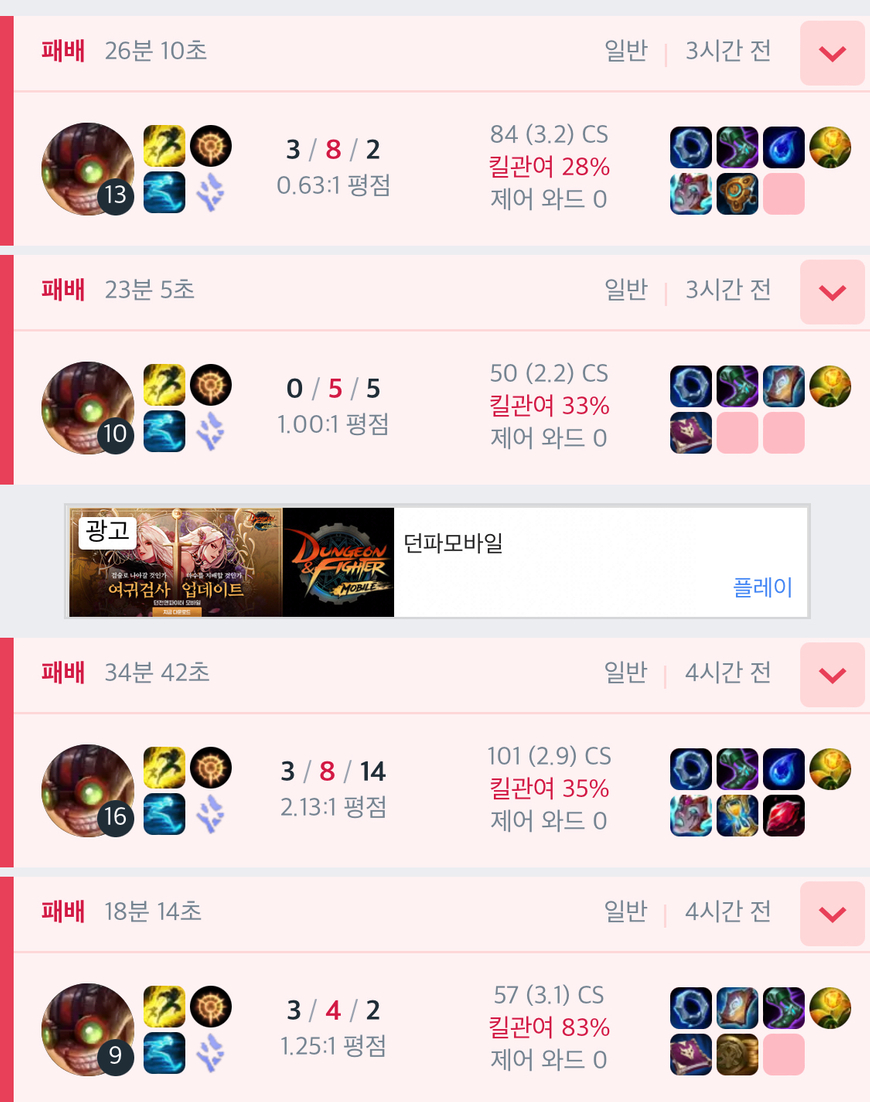 패배 26분 10초 일반 3시간 전
13
3 / 8 / 2
0.63:1 평점
84 (3.2) CS
킬관여 28%
제어 와드 0
패배 23분 5초 일반 3시간 전
10
0 / 5 / 5
1.00:1 평점
50 (2.2) CS
킬관여 33%
제어 와드 0
광고
여귀검사 업데이트
DUNGEON
& FIGHTER
MOBILE
던파모바일
플레이
패배 34분 42초 일반 4시간 전
16
3 / 8 / 14
2.13:1 평점
101 (2.9) CS
킬관여 35%
제어 와드 0
패배 18분 14초 일반 4시간 전
9
3 / 4 / 2
1.25:1 평점
57 (3.1) CS
킬관여 83%
제어 와드 0